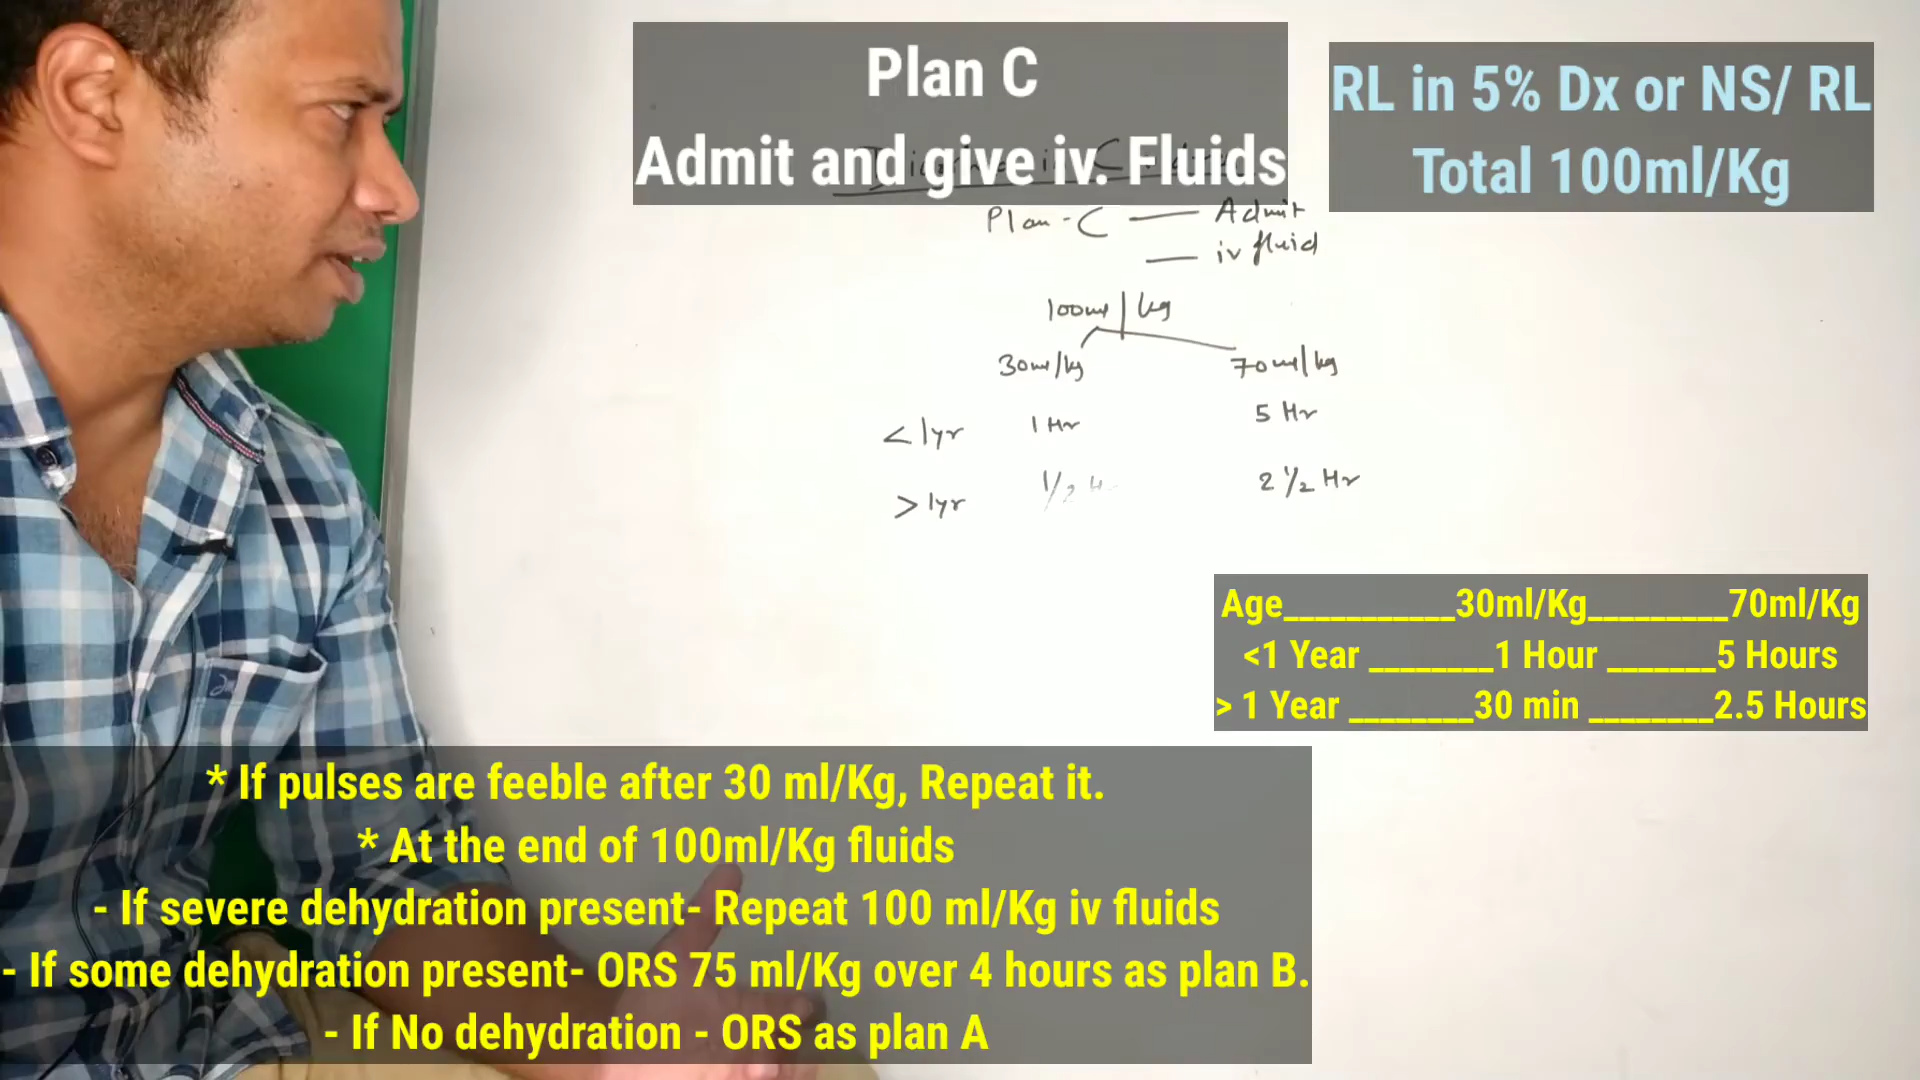 Plan C
Admit and give iv. Fluids
RL in 5% Dx or NS/ RL
Total 100ml/Kg
Plan - C — Admit
— iv fluid
100ml/kg
30ml/kg 70ml/kg
< 1yr 1 Hr 5 Hr
> 1yr 1/2 H 2 1/2 Hr
Age___________30ml/Kg_________70ml/Kg
<1 Year ________1 Hour _______5 Hours
> 1 Year ________30 min ________2.5 Hours
* If pulses are feeble after 30 ml/Kg, Repeat it.
* At the end of 100ml/Kg fluids
- If severe dehydration present- Repeat 100 ml/Kg iv fluids
- If some dehydration present- ORS 75 ml/Kg over 4 hours as plan B.
- If No dehydration - ORS as plan A